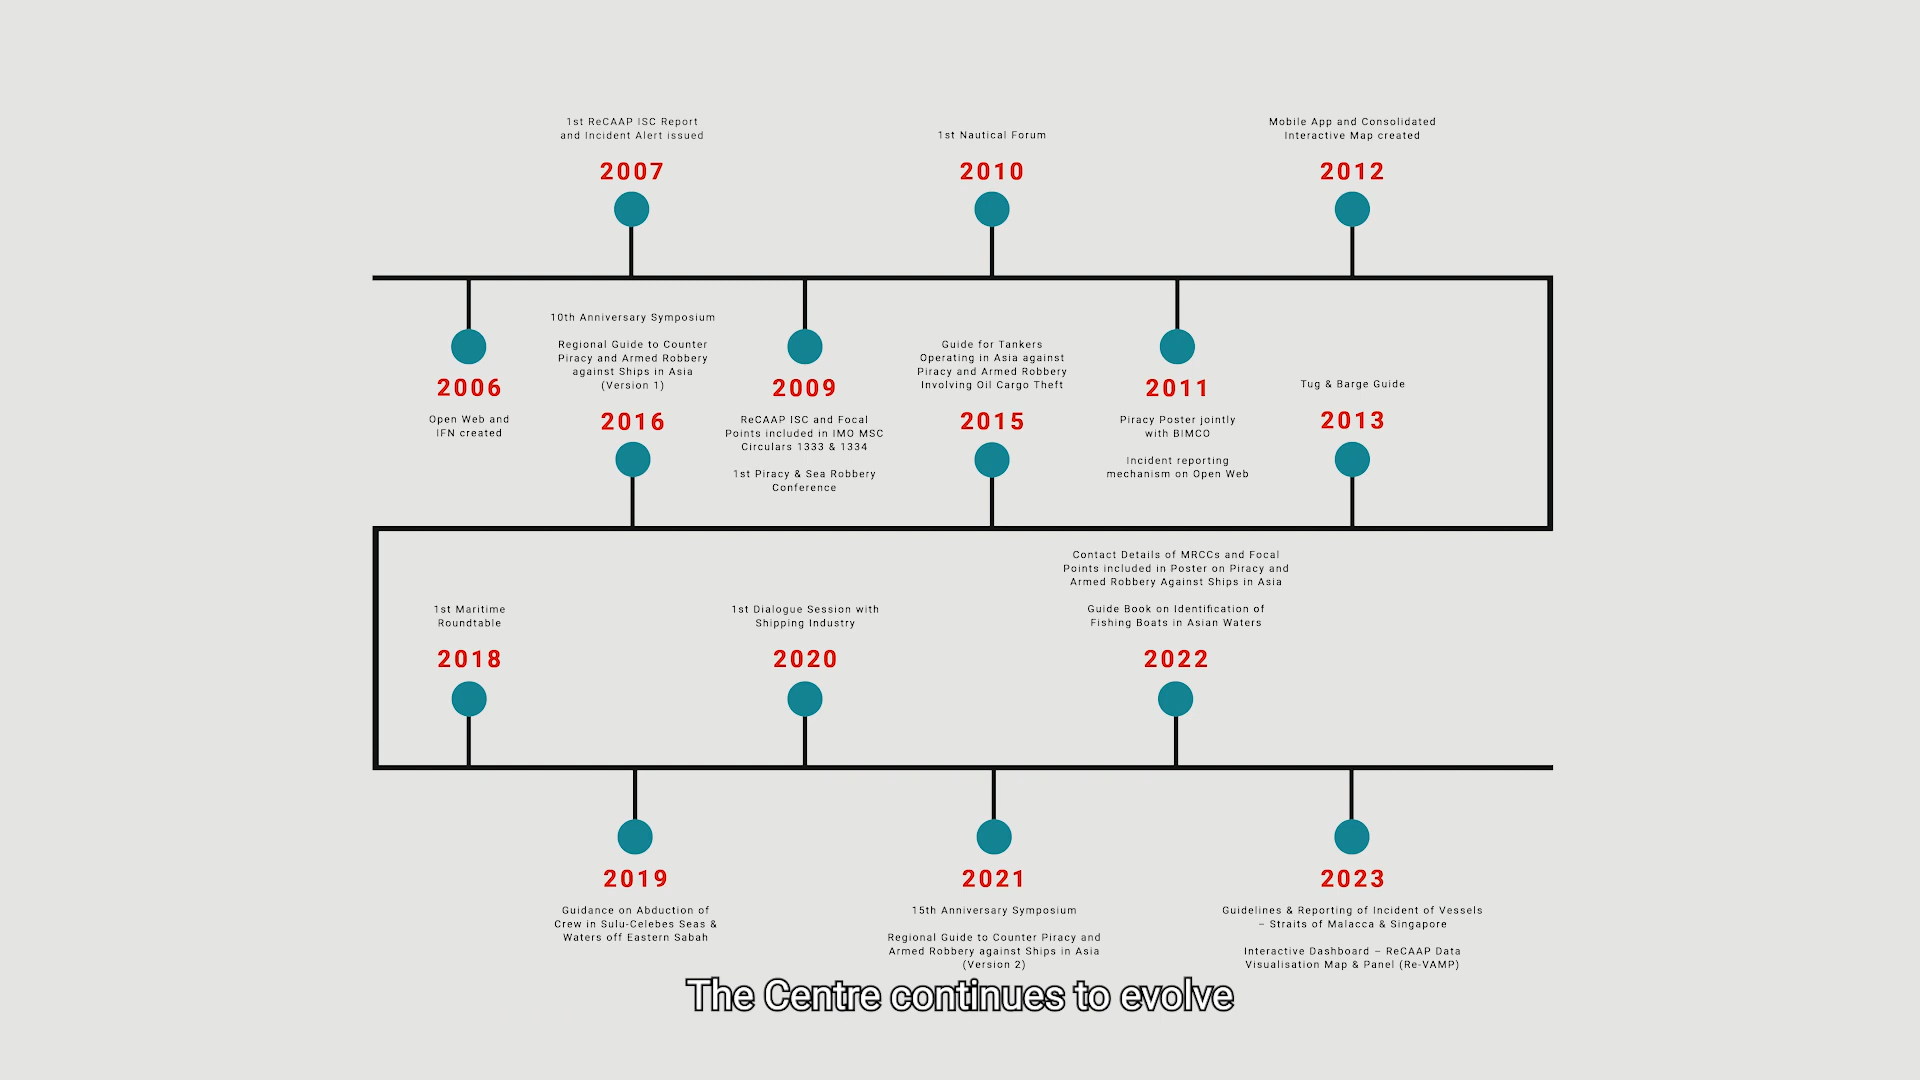 1st ReCAAP ISC Report
and Incident Alert issued
2007
1st Nautical Forum
2010
Mobile App and Consolidated
Interactive Map created
2012
2006
Open Web and
IFN created
2009
ReCAAP ISC and Focal
Points included in IMO MSC
Circulars 1333 & 1334
1st Piracy & Sea Robbery
Conference
2011
Piracy Poster jointly
with BIMCO
Incident reporting
mechanism on Open Web
10th Anniversary Symposium
Regional Guide to Counter
Piracy and Armed Robbery
against Ships in Asia
(Version 1)
2016
Guide for Tankers
Operating in Asia against
Piracy and Armed Robbery
Involving Oil Cargo Theft
2015
Tug & Barge Guide
2013
1st Maritime
Roundtable
2018
1st Dialogue Session with
Shipping Industry
2020
Contact Details of MRCCs and Focal
Points included in Poster on Piracy and
Armed Robbery Against Ships in Asia
Guide Book on Identification of
Fishing Boats in Asian Waters
2022
2019
Guidance on Abduction of
Crew in Sulu-Celebes Seas &
Waters off Eastern Sabah
2021
15th Anniversary Symposium
Regional Guide to Counter Piracy and
Armed Robbery against Ships in Asia
(Version 2)
2023
Guidelines & Reporting of Incident of Vessels
– Straits of Malacca & Singapore
Interactive Dashboard – ReCAAP Data
Visualisation Map & Panel (Re-VAMP)
The Centre continues to evolve